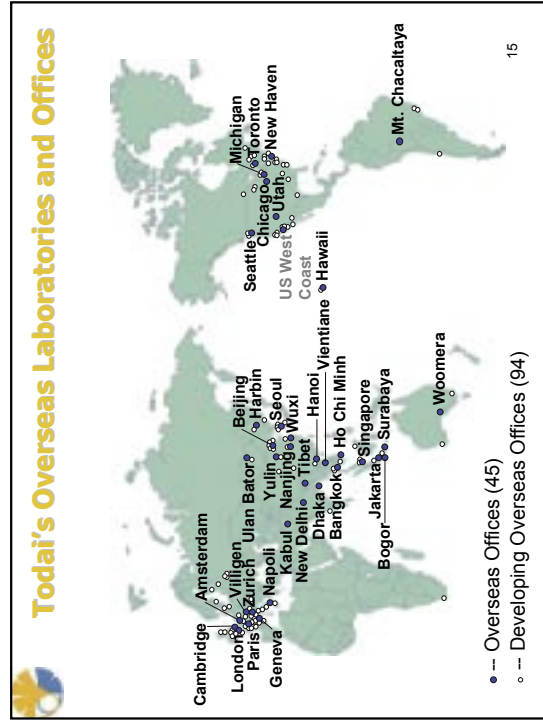 Todai's Overseas Laboratories and Offices
Cambridge
Amsterdam
London
Villigen
Paris
Zurich
Geneva
Napoli
Ulan Bator
Beijing
Harbin
Yulin
Seoul
Nanjing
Wuxi
Kabul
Tibet
New Delhi
Hanoi
Dhaka
Vientiane
Bangkok
Ho Chi Minh
Singapore
Jakarta
Surabaya
Bogor
Woomera
Seattle
Michigan
Chicago
Toronto
Utah
New Haven
US West
Coast
Hawaii
Mt. Chacaltaya
-- Overseas Offices (45)
-- Developing Overseas Offices (94)
15